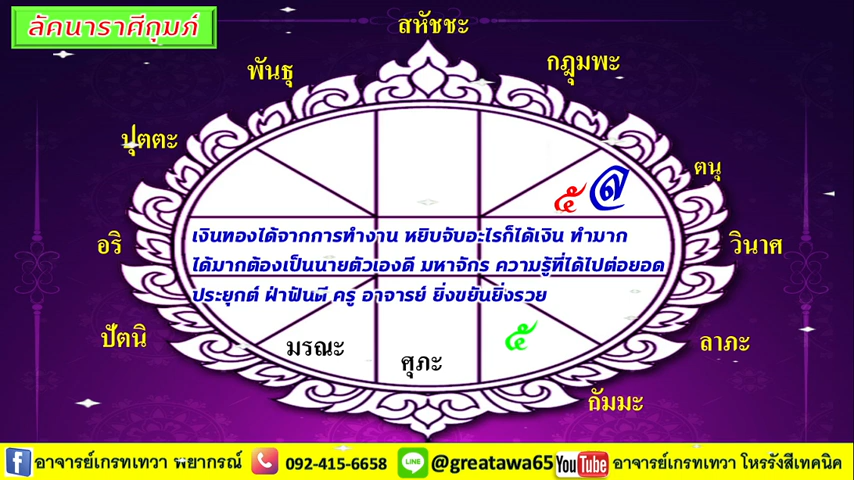 ลัคนาราศีกุมภ์
สหัชชะ
พันธุ
กฎุมพะ
ปุตตะ
ตนุ
๕ ล
อริ
วินาศ
เงินทองได้จากการทำงาน หยิบจับอะไรก็ได้เงิน ทำมาก
ได้มากต้องเป็นนายตัวเองดี มหาจักร ความรู้ที่ได้ไปต่อยอด
ประยุกต์ ฝ่าฟันดี ครู อาจารย์ ยิ่งขยันยิ่งรวย
ปัตนิ
มรณะ
ศุภะ
๕
ลาภะ
กัมมะ
อาจารย์เกรทเทวา พยากรณ์ 092-415-6658 LINE @greatawa65 YouTube อาจารย์เกรทเทวา โหรรังสีเทคนิค